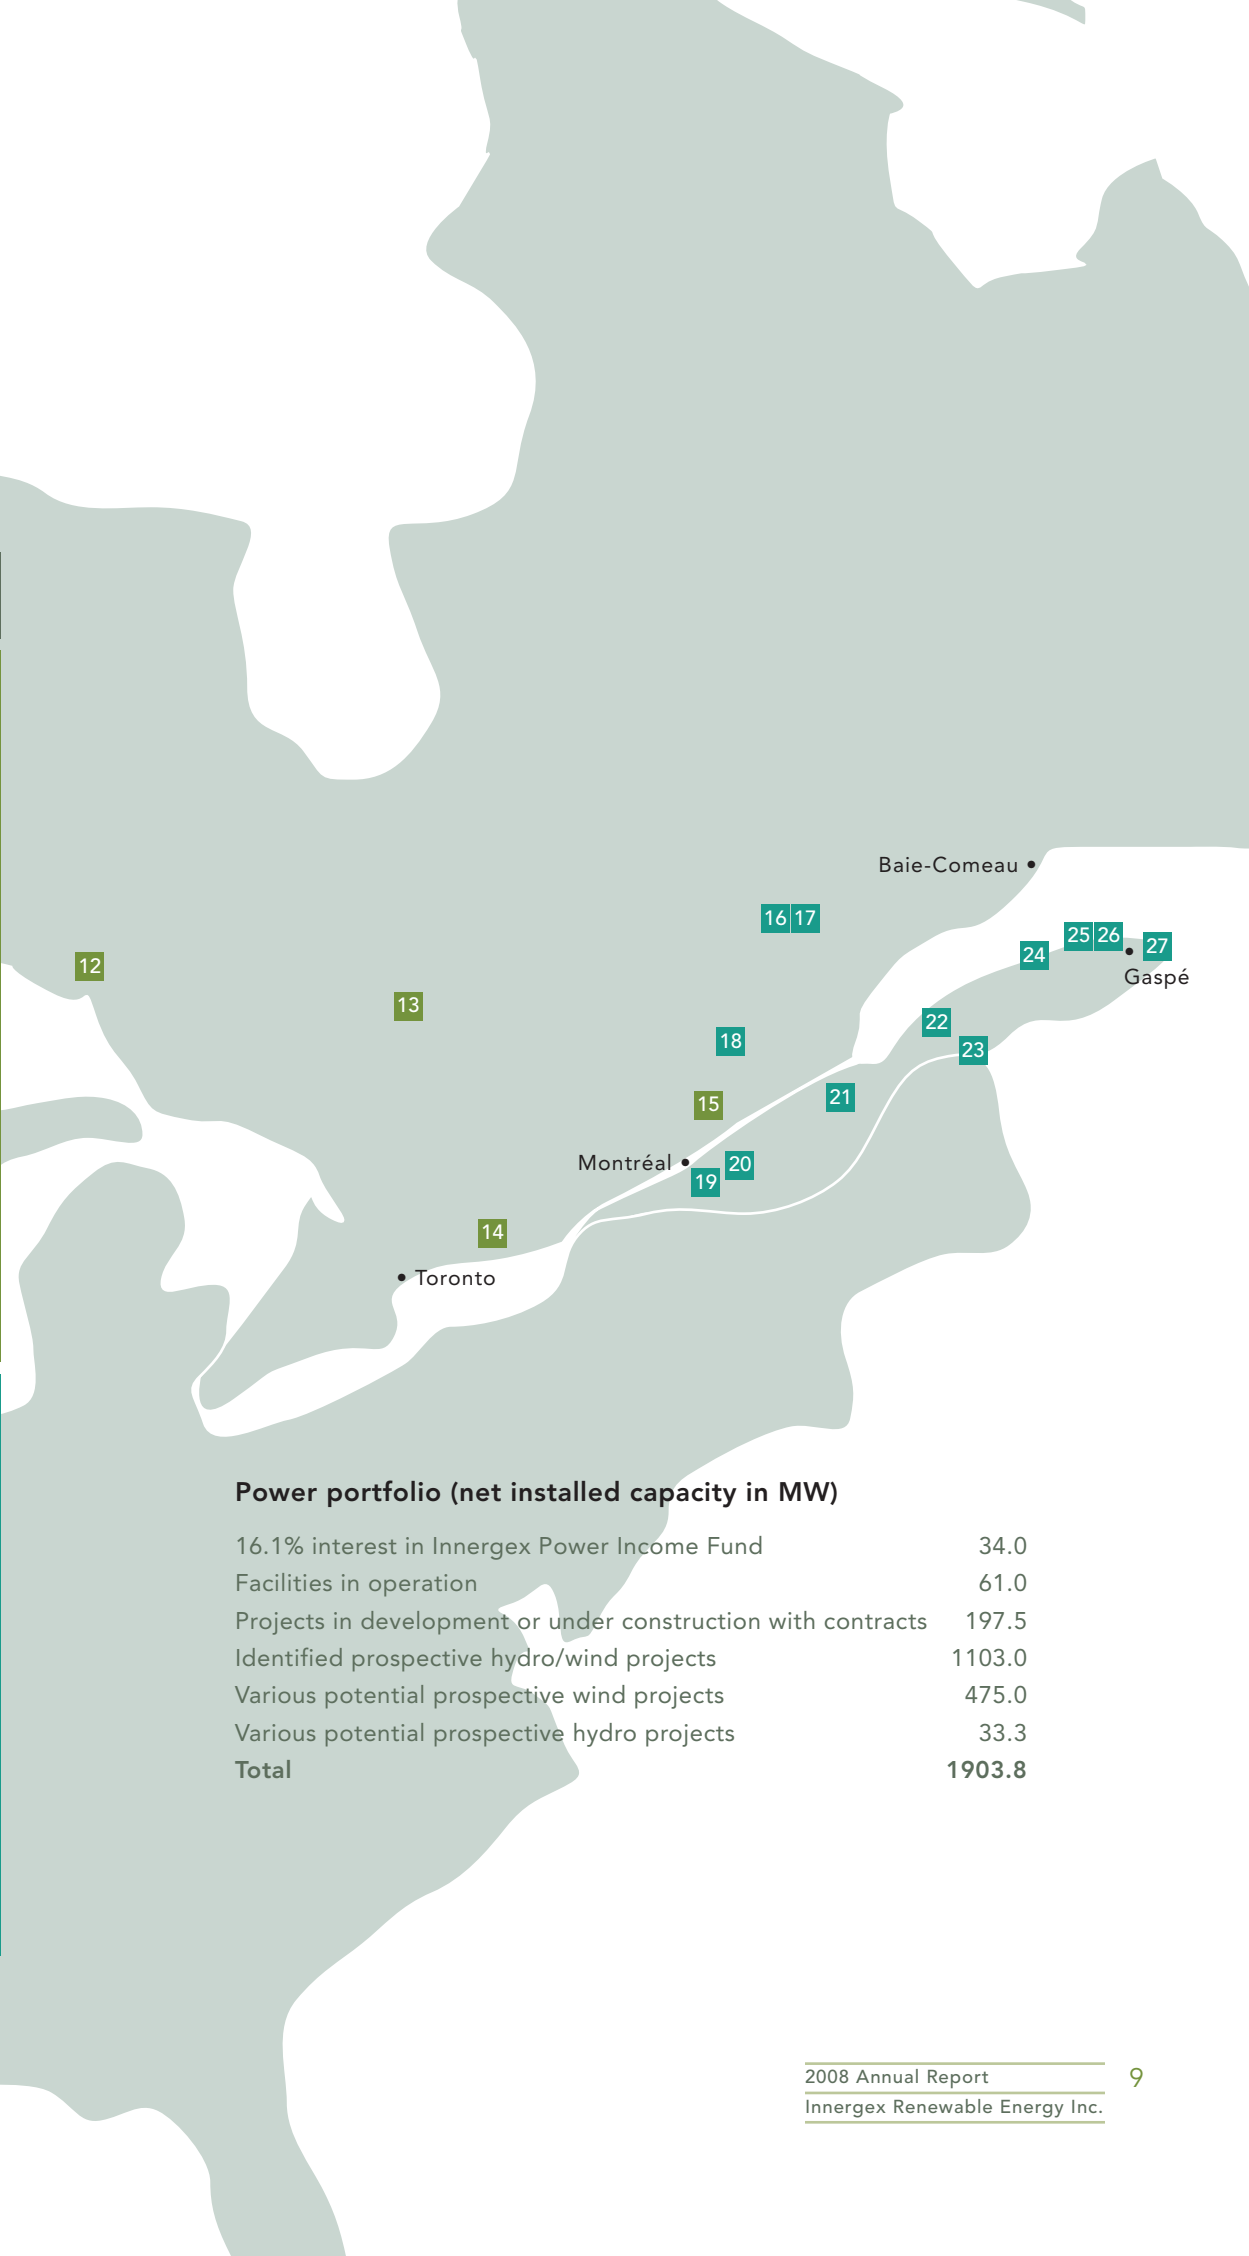 Baie-Comeau
16 17
25 26
27
24
Gaspé
12
13
22
18
23
21
15
Montréal
20
19
14
Toronto
Power portfolio (net installed capacity in MW)
16.1% interest in Innergex Power Income Fund 34.0
Facilities in operation 61.0
Projects in development or under construction with contracts 197.5
Identified prospective hydro/wind projects 1103.0
Various potential prospective wind projects 475.0
Various potential prospective hydro projects 33.3
Total 1903.8
2008 Annual Report 9
Innergex Renewable Energy Inc.